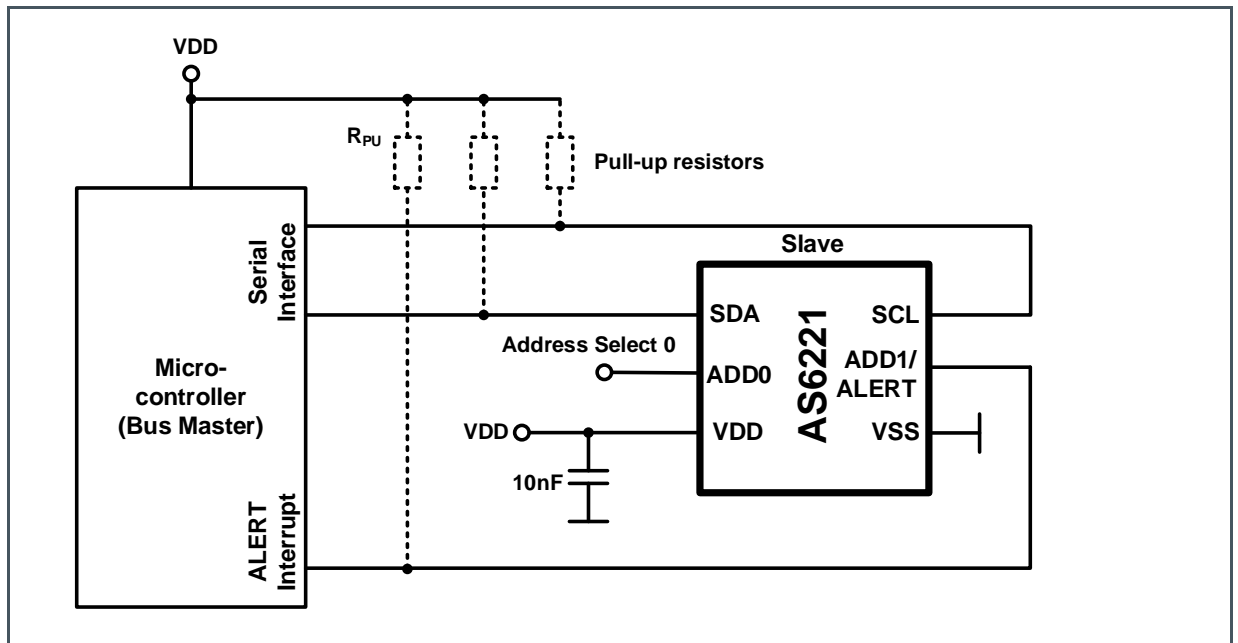 VDD
R_PU
Pull-up resistors
Serial
Interface
Slave
SDA
SCL
Address Select 0
ADD0
ADD1/
ALERT
AS6221
Micro-
controller
(Bus Master)
VDD
VDD
VSS
10nF
ALERT
Interrupt